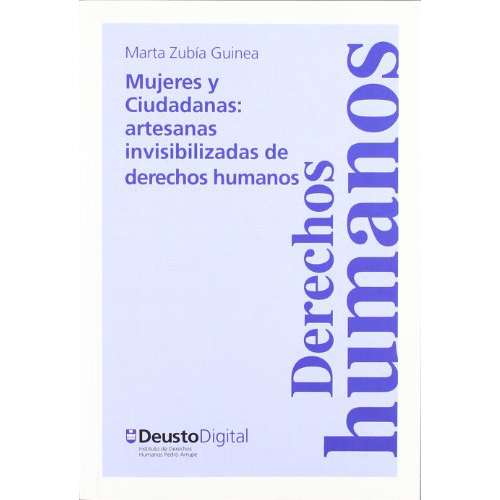 Marta Zubía Guinea
Mujeres y
Ciudadanas:
artesanas
invisibilizadas de
derechos humanos
Derechos
humanos
DeustoDigital
Instituto de Derechos
Humanos Pedro Arrupe